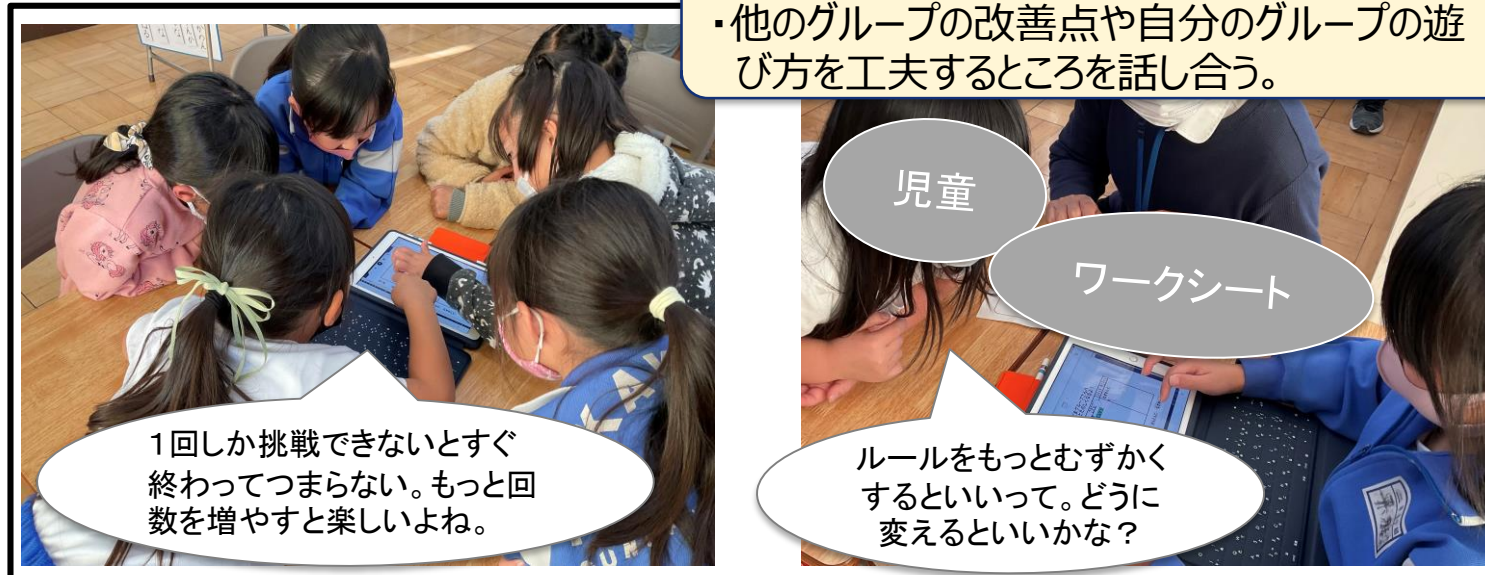 ・他のグループの改善点や自分のグループの遊
び方を工夫するところを話し合う。
児童
ワークシート
1回しか挑戦できないとすぐ
終わってつまらない。もっと回
数を増やすと楽しいよね。
ルールをもっとむずかく
するといいって。どうに
変えるといいかな？